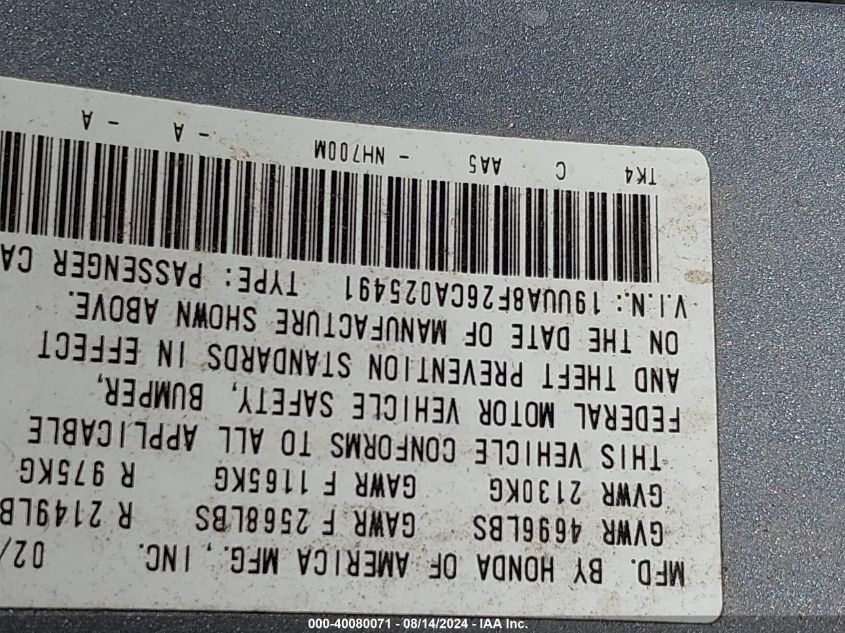 MFD. BY HONDA OF AMERICA MFG., INC. 02/
GVWR 4696LBS GAWR F 2568LBS R 2149LB
GVWR 2130KG GAWR F 1165KG R 975KG
THIS VEHICLE CONFORMS TO ALL APPLICABLE
FEDERAL MOTOR VEHICLE SAFETY, BUMPER,
AND THEFT PREVENTION STANDARDS IN EFFECT
ON THE DATE OF MANUFACTURE SHOWN ABOVE.
V.I.N.: 19UUA8F26CA025491 TYPE: PASSENGER CA
TK4 C AA5 - NH700M - A - A
000-40080071 - 08/14/2024 - IAA Inc.